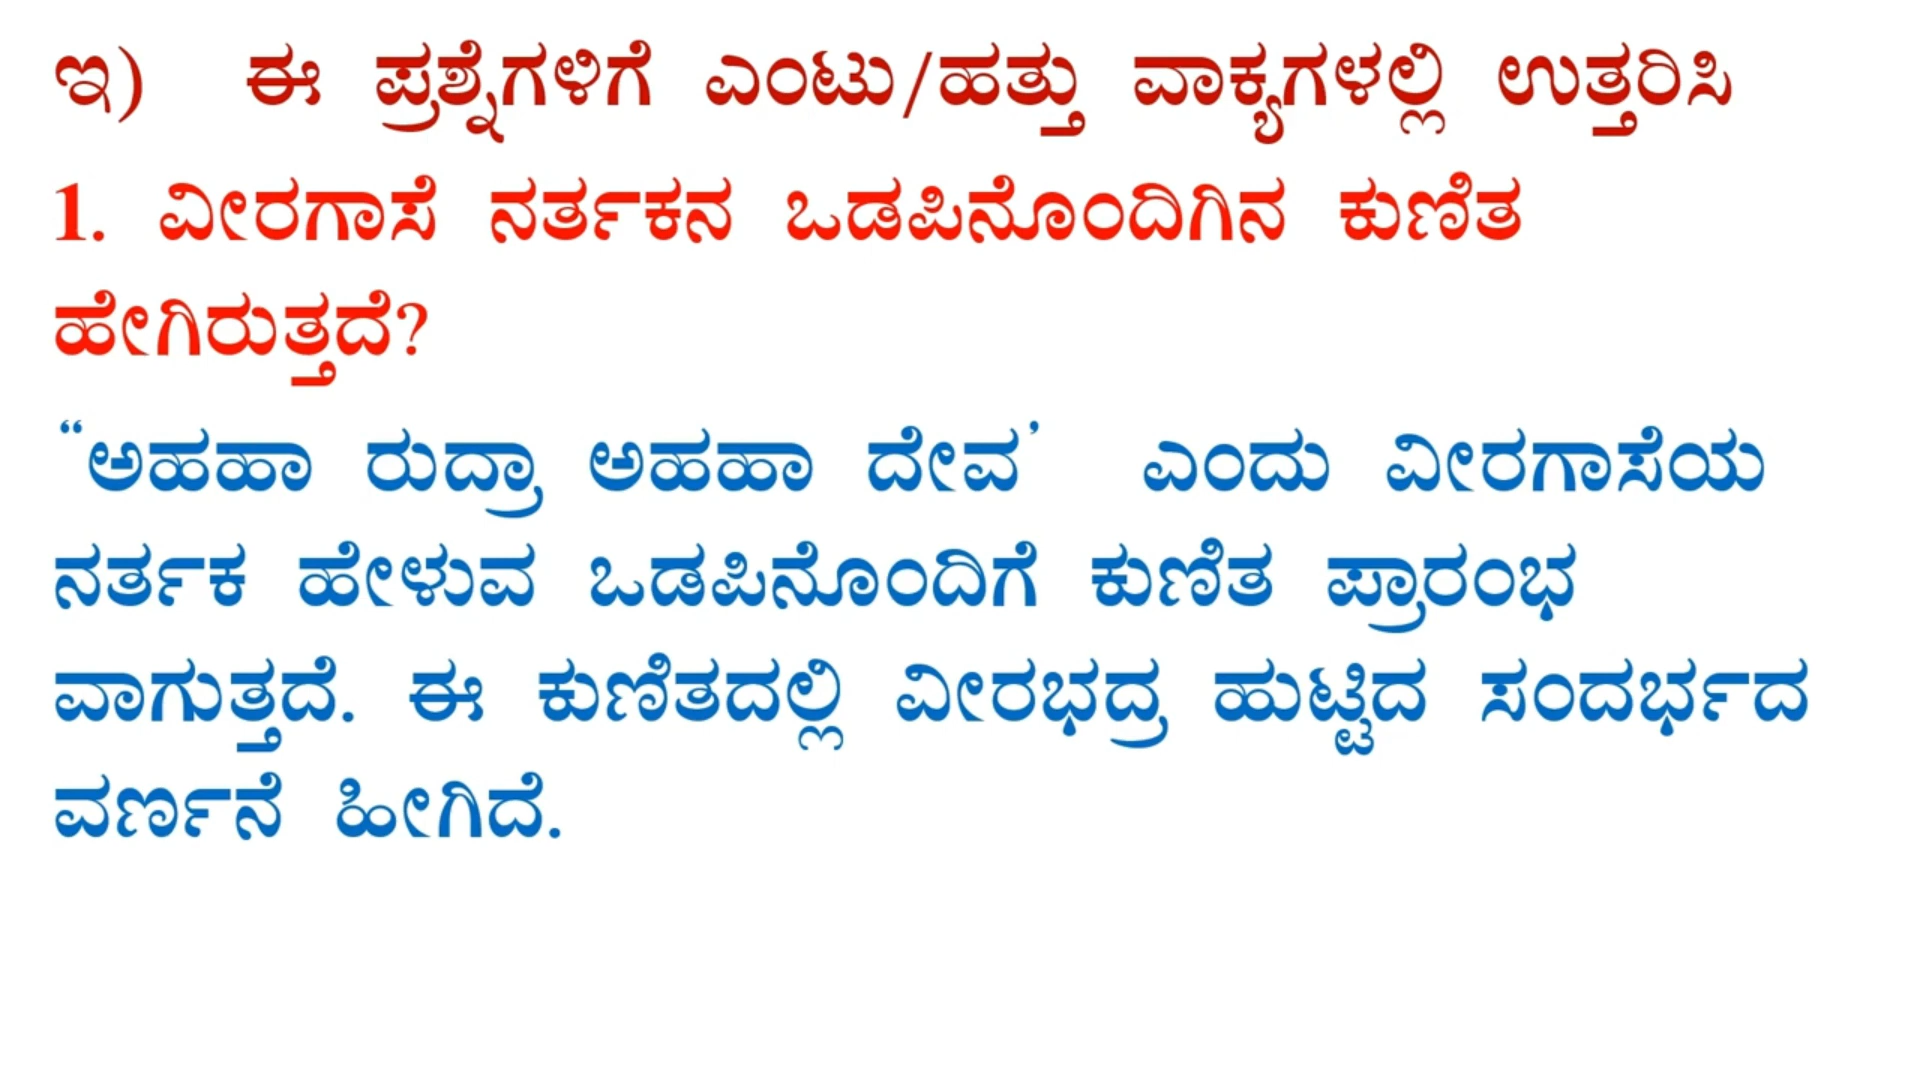 ಇ) ಈ ಪ್ರಶ್ನೆಗಳಿಗೆ ಎಂಟು/ಹತ್ತು ವಾಕ್ಯಗಳಲ್ಲಿ ಉತ್ತರಿಸಿ
1. ವೀರಗಾಸೆ ನರ್ತಕನ ಒಡಪಿನೊಂದಿಗಿನ ಕುಣಿತ
ಹೇಗಿರುತ್ತದೆ?
“ಅಹಹಾ ರುದ್ರಾ ಅಹಹಾ ದೇವ’ ಎಂದು ವೀರಗಾಸೆಯ
ನರ್ತಕ ಹೇಳುವ ಒಡಪಿನೊಂದಿಗೆ ಕುಣಿತ ಪ್ರಾರಂಭ
ವಾಗುತ್ತದೆ. ಈ ಕುಣಿತದಲ್ಲಿ ವೀರಭದ್ರ ಹುಟ್ಟಿದ ಸಂದರ್ಭದ
ವರ್ಣನೆ ಹೀಗಿದೆ.